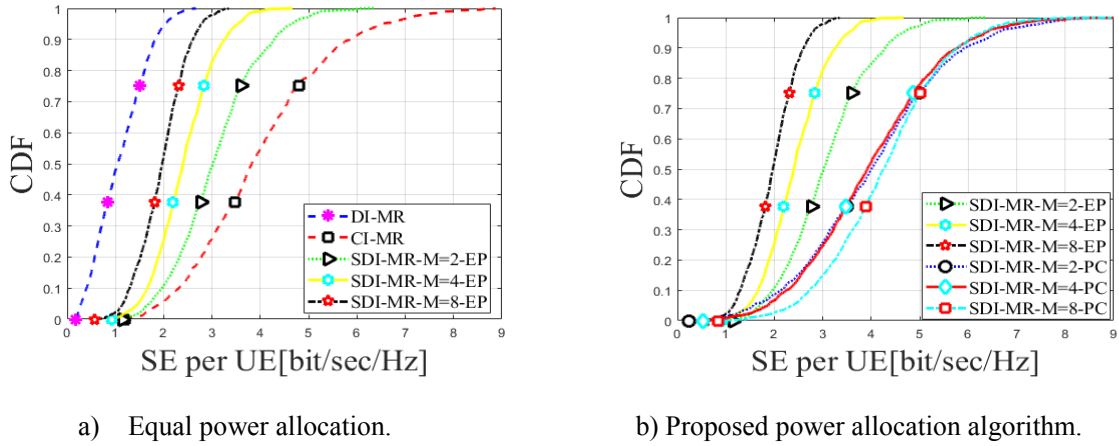 1
0.9
0.8
0.7
0.6
0.5
0.4
0.3
0.2
0.1
0
CDF
DI-MR
CI-MR
SDI-MR-M=2-EP
SDI-MR-M=4-EP
SDI-MR-M=8-EP
0 1 2 3 4 5 6 7 8 9
SE per UE[bit/sec/Hz]
a) Equal power allocation.
1
0.9
0.8
0.7
0.6
0.5
0.4
0.3
0.2
0.1
0
CDF
SDI-MR-M=2-EP
SDI-MR-M=4-EP
SDI-MR-M=8-EP
SDI-MR-M=2-PC
SDI-MR-M=4-PC
SDI-MR-M=8-PC
0 1 2 3 4 5 6 7 8 9
SE per UE[bit/sec/Hz]
b) Proposed power allocation algorithm.